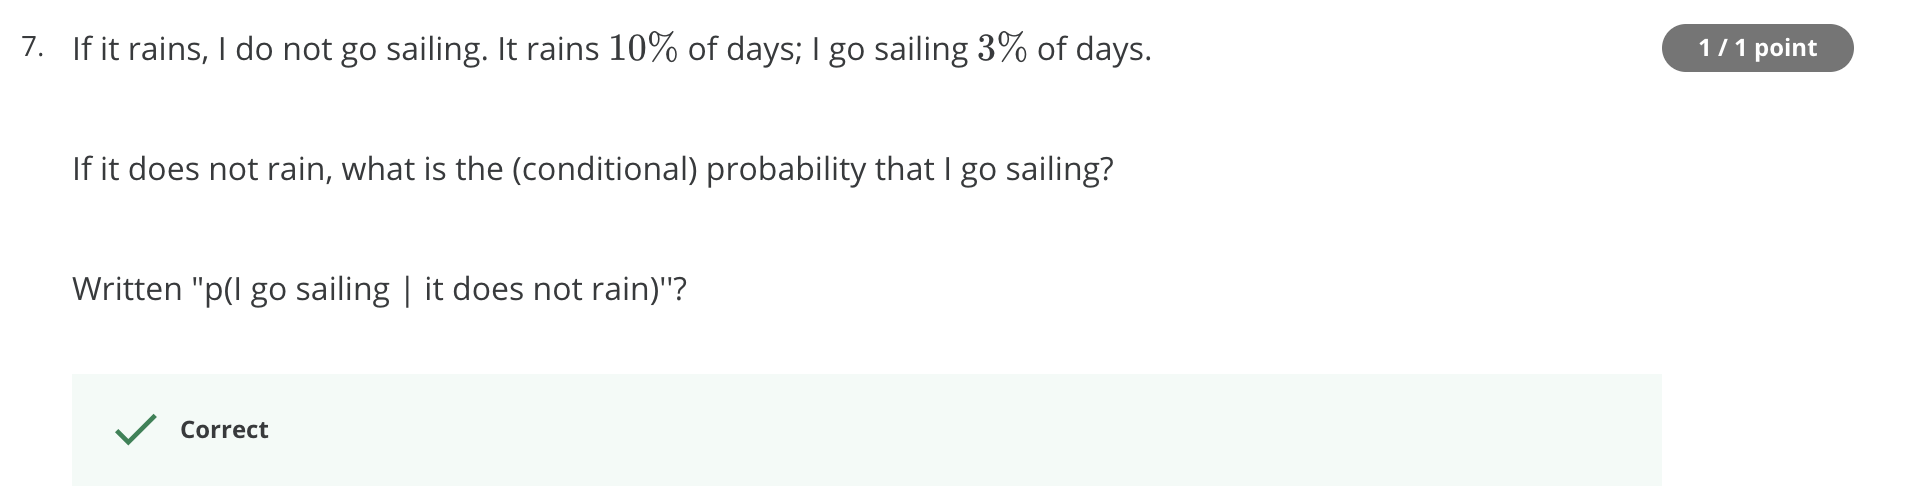 7. If it rains, I do not go sailing. It rains 10% of days; I go sailing 3% of days.
1 / 1 point
If it does not rain, what is the (conditional) probability that I go sailing?
Written "p(I go sailing | it does not rain)''?
Correct